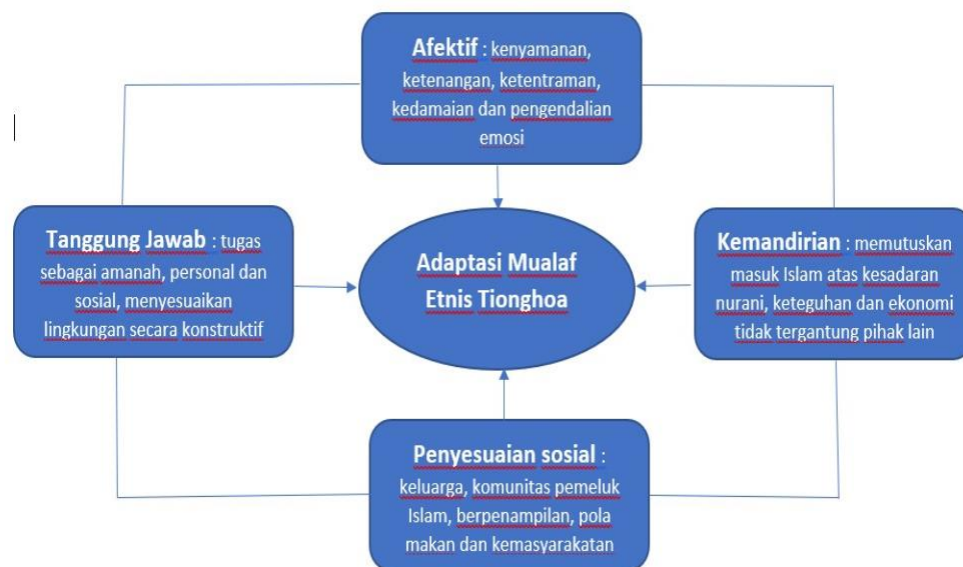 Afektif : kenyamanan,
ketenangan, ketentraman,
kedamaian dan pengendalian
emosi
Tanggung Jawab : tugas
sebagai amanah, personal dan
sosial, menyesuaikan
lingkungan secara konstruktif
Adaptasi Mualaf
Etnis Tionghoa
Kemandirian : memutuskan
masuk Islam atas kesadaran
nurani, keteguhan dan ekonomi
tidak tergantung pihak lain
Penyesuaian sosial :
keluarga, komunitas pemeluk
Islam, berpenampilan, pola
makan dan kemasyarakatan